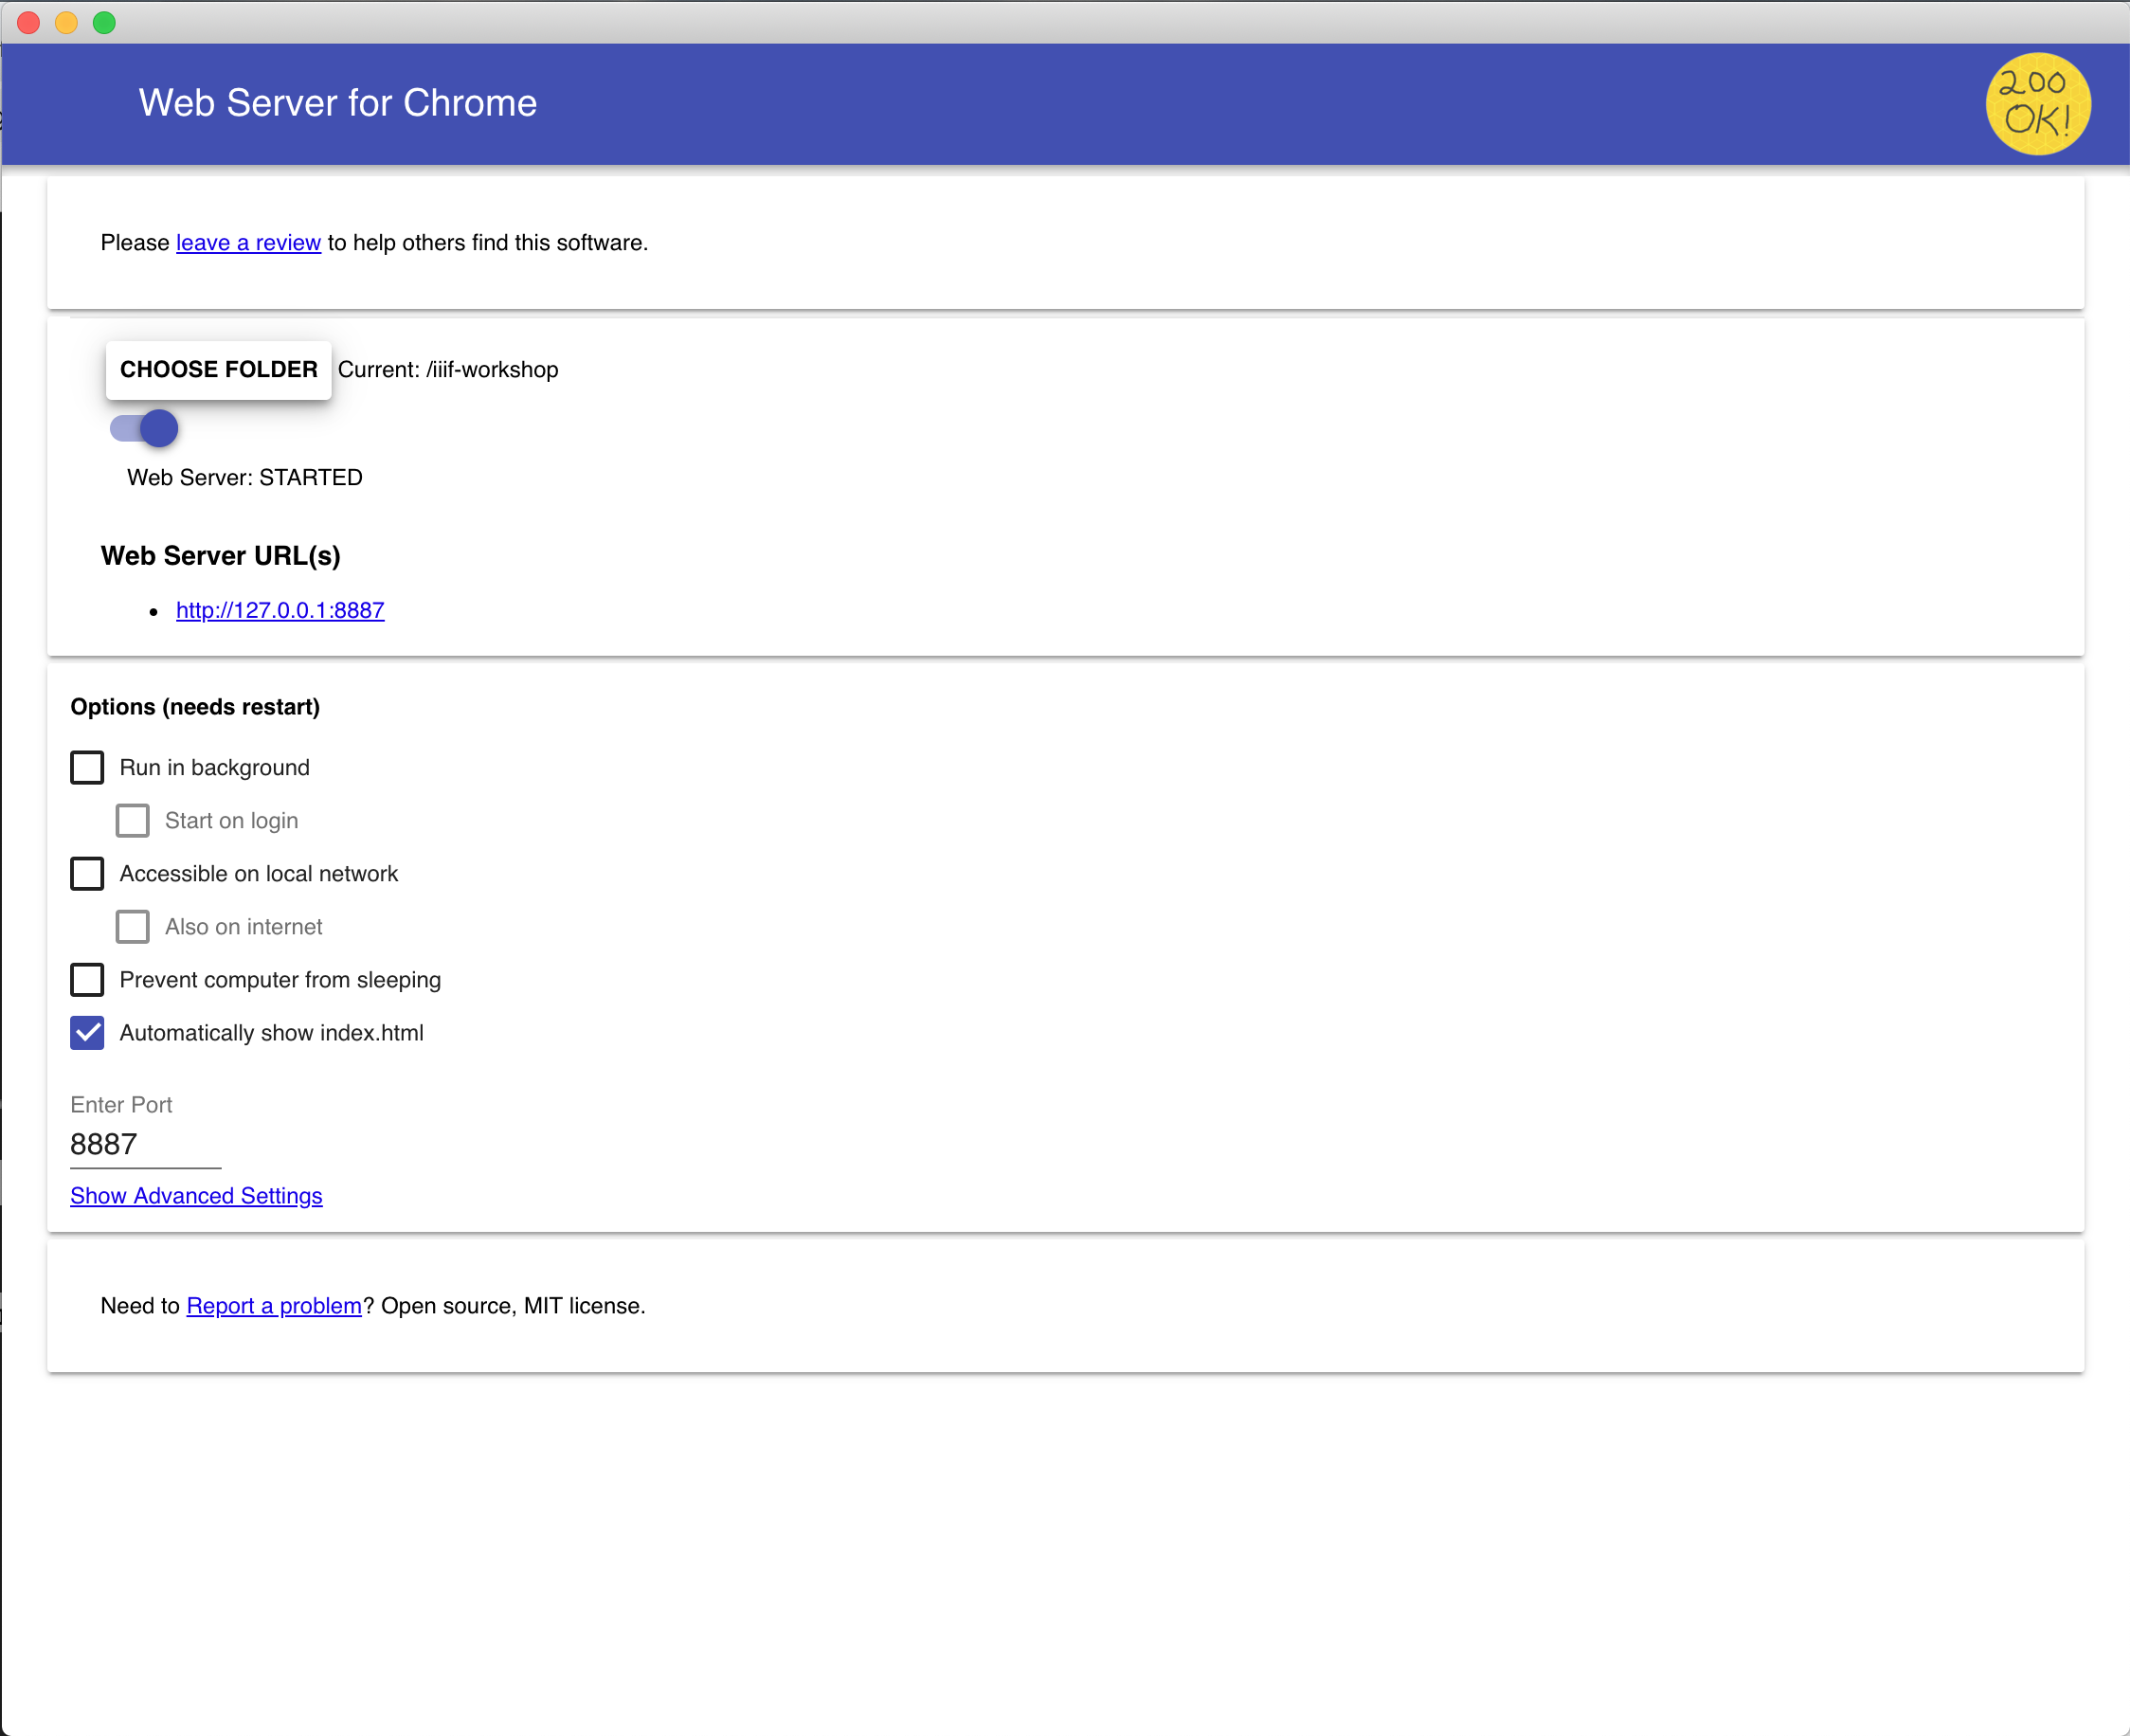 Web Server for Chrome
200
OK!
Please leave a review to help others find this software.
CHOOSE FOLDER Current: /iiif-workshop
Web Server: STARTED
Web Server URL(s)
http://127.0.0.1:8887
Options (needs restart)
Run in background
Start on login
Accessible on local network
Also on internet
Prevent computer from sleeping
Automatically show index.html
Enter Port
8887
Show Advanced Settings
Need to Report a problem? Open source, MIT license.